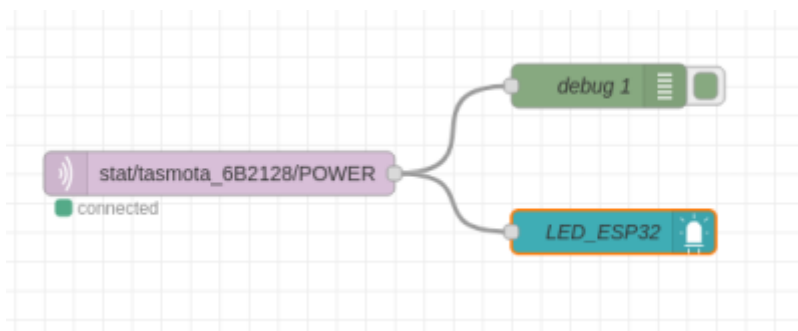 debug 1
stat/tasmota_6B2128/POWER
connected
LED_ESP32